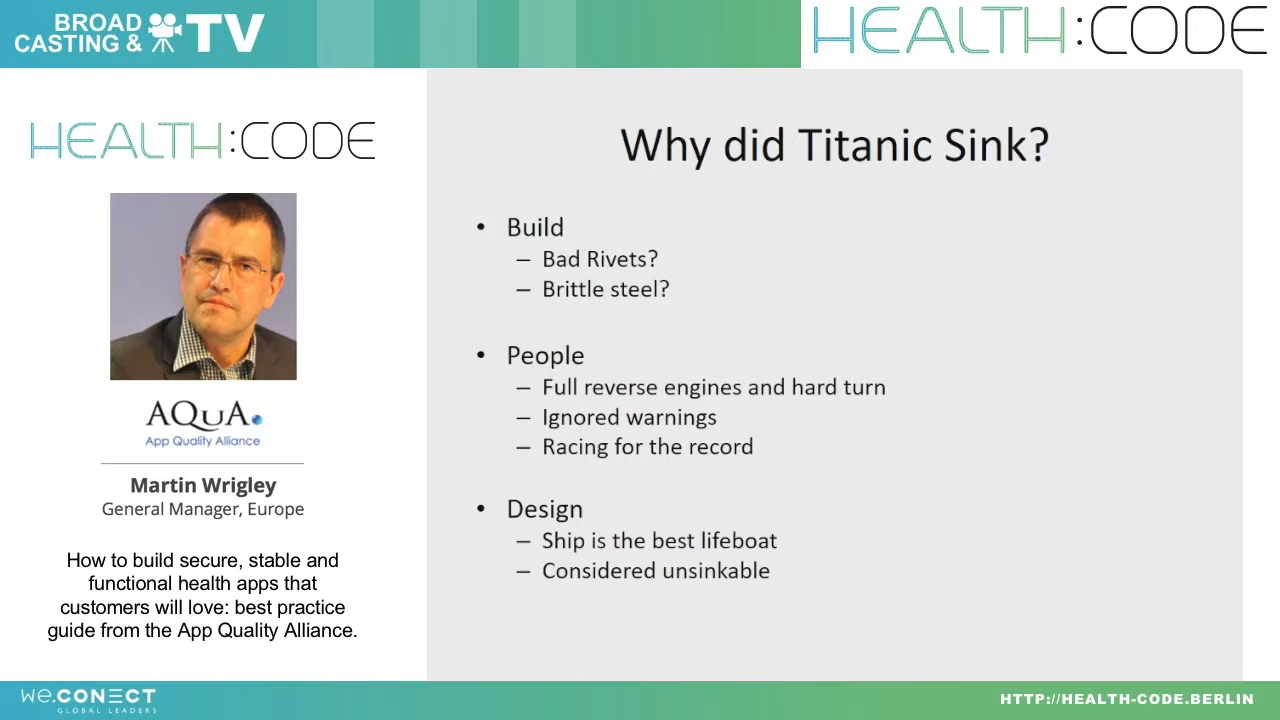 BROAD
CASTING & TV
HEALTH:CODE
HEALTH:CODE
AQuA
App Quality Alliance
Martin Wrigley
General Manager, Europe
How to build secure, stable and
functional health apps that
customers will love: best practice
guide from the App Quality Alliance.
Why did Titanic Sink?
• Build
– Bad Rivets?
– Brittle steel?
• People
– Full reverse engines and hard turn
– Ignored warnings
– Racing for the record
• Design
– Ship is the best lifeboat
– Considered unsinkable
we.CONECT
GLOBAL LEADERS
HTTP://HEALTH-CODE.BERLIN